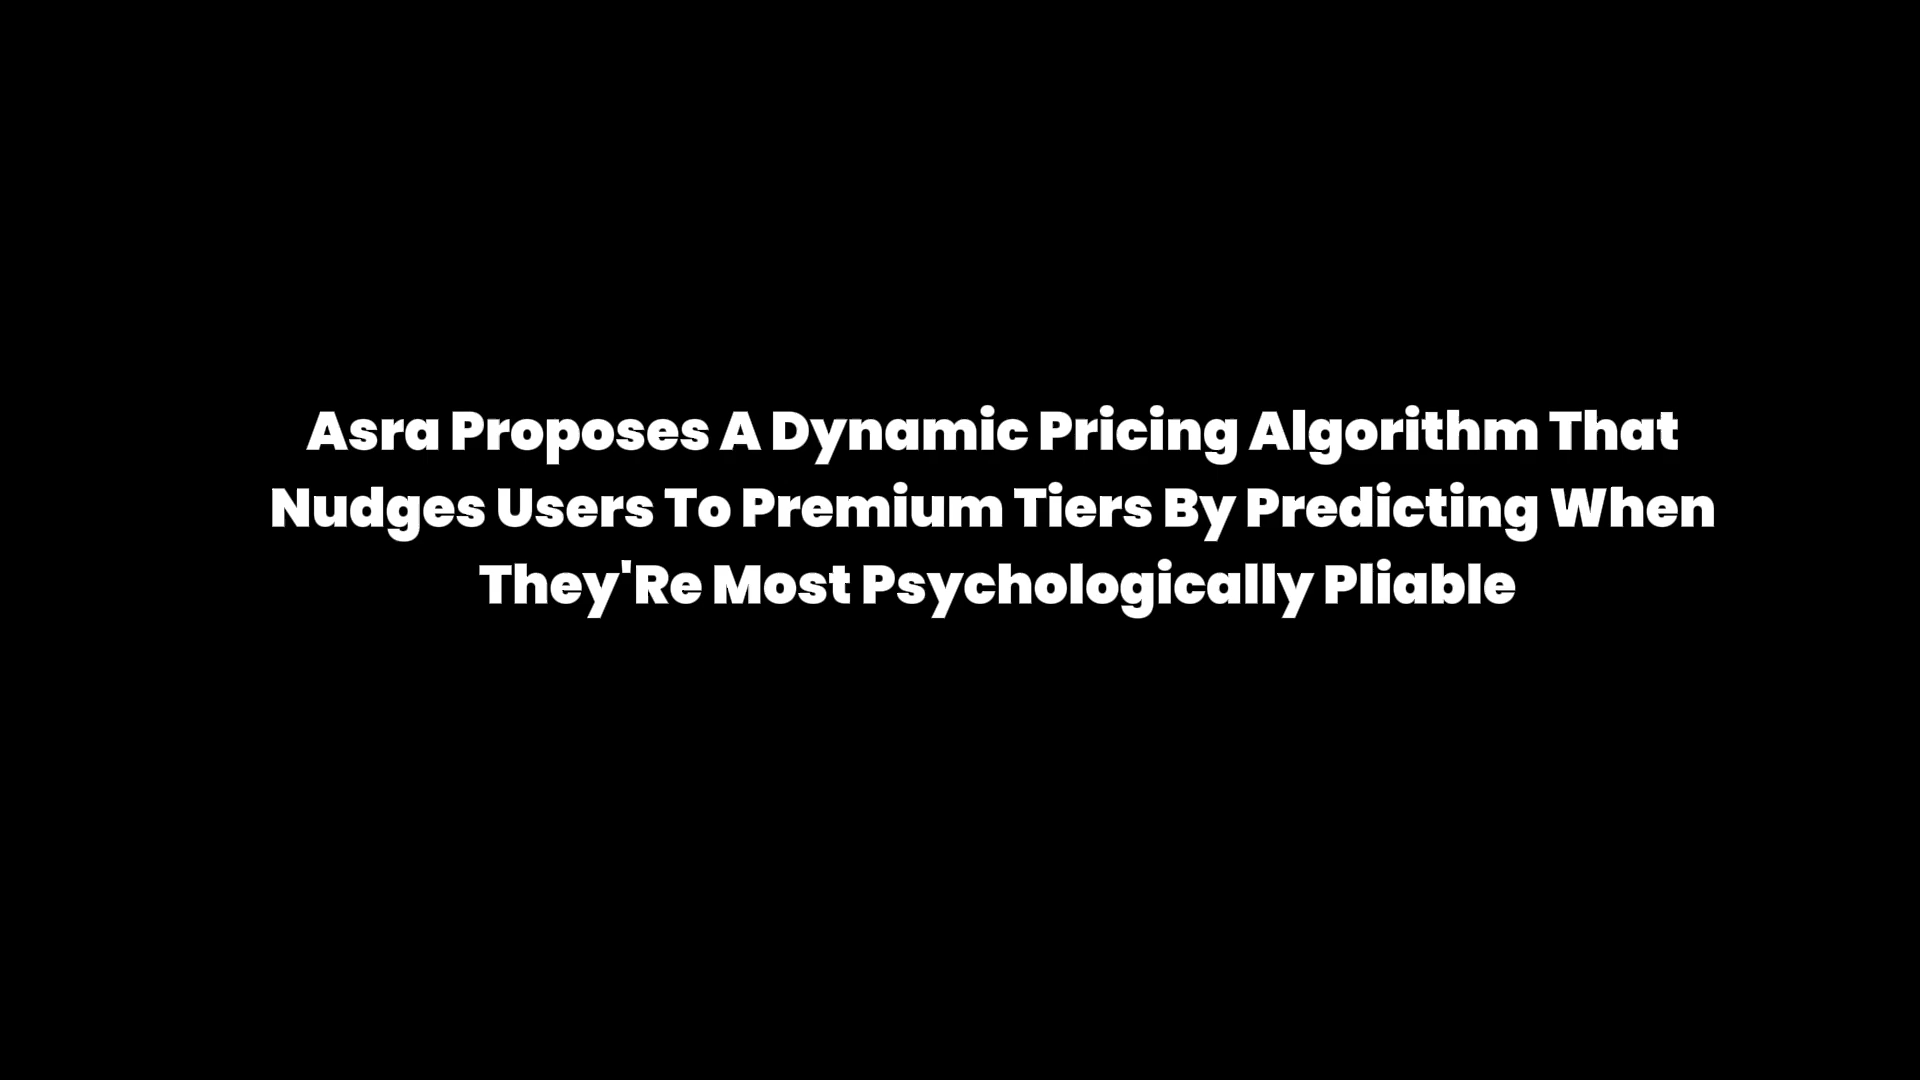 Asra Proposes A Dynamic Pricing Algorithm That
Nudges Users To Premium Tiers By Predicting When
They'Re Most Psychologically Pliable